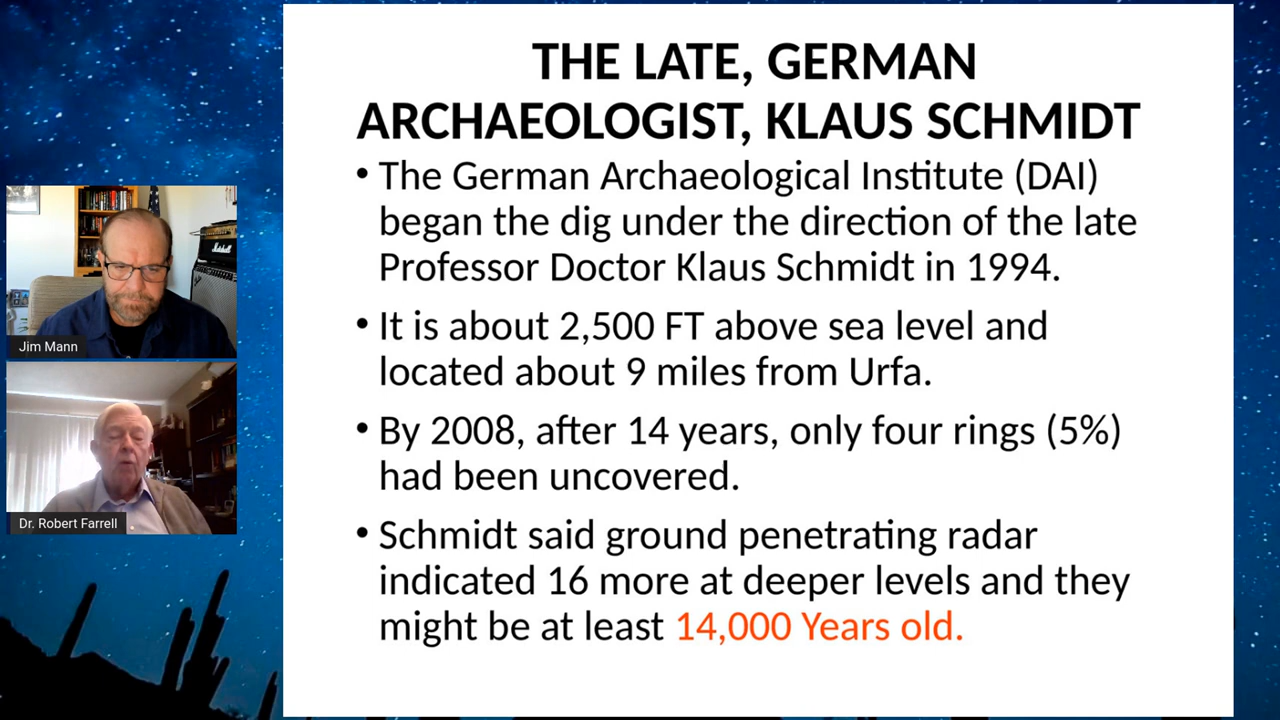 THE LATE, GERMAN
ARCHAEOLOGIST, KLAUS SCHMIDT
• The German Archaeological Institute (DAI)
began the dig under the direction of the late
Professor Doctor Klaus Schmidt in 1994.
• It is about 2,500 FT above sea level and
located about 9 miles from Urfa.
• By 2008, after 14 years, only four rings (5%)
had been uncovered.
• Schmidt said ground penetrating radar
indicated 16 more at deeper levels and they
might be at least 14,000 Years old.
Marshall
Jim Mann
Dr. Robert Farrell